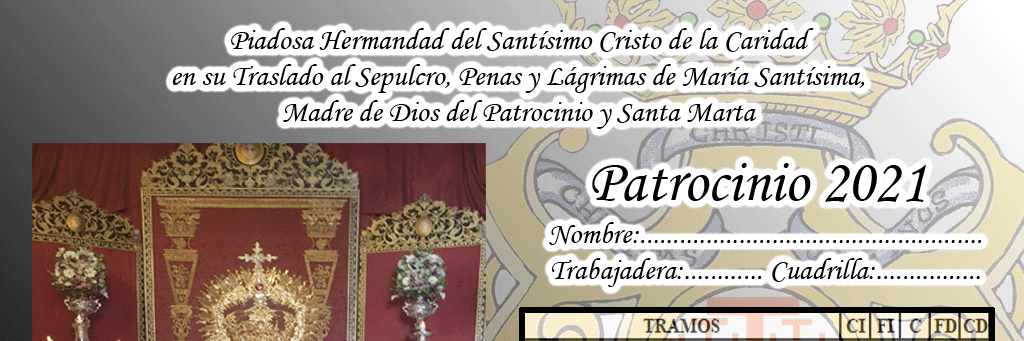 Piadosa Hermandad del Santísimo Cristo de la Caridad
en su Traslado al Sepulcro, Penas y Lágrimas de María Santísima,
Madre de Dios del Patrocinio y Santa Marta
CHRISTI
Patrocinio 2021
Nombre:....................................................
Trabajadera:............ Cuadrilla:................
TRAMOS CI FI C FD CD